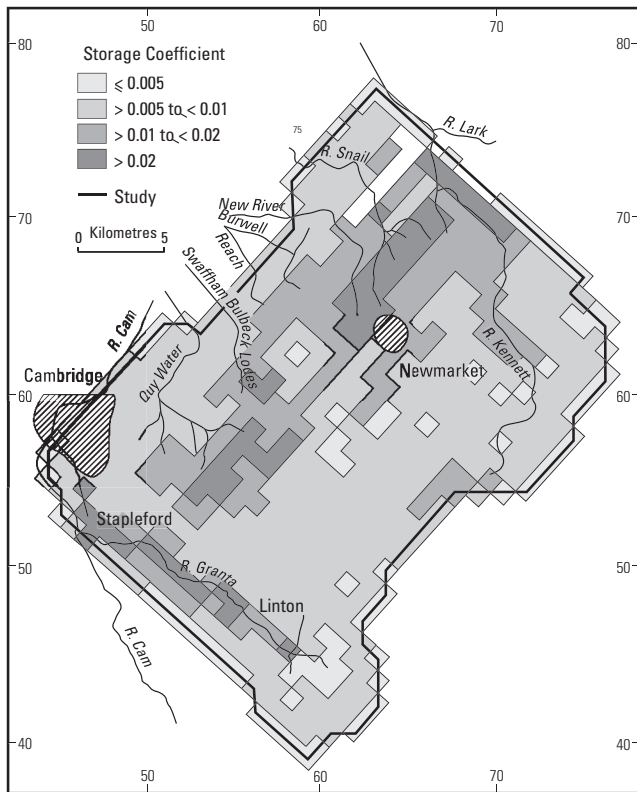 50
60
70
80
80
Storage Coefficient
⩽ 0.005
> 0.005 to < 0.01
> 0.01 to < 0.02
> 0.02
Study
0 Kilometres 5
75
R. Lark
R. Snail
70
70
New River
Burwell
Reach
Swaffham Bulbeck Lodes
R. Cam
Quy Water
R. Kennett
Cambridge
Newmarket
60
60
Stapleford
50
50
R. Granta
Linton
R. Cam
40
40
50
60
70